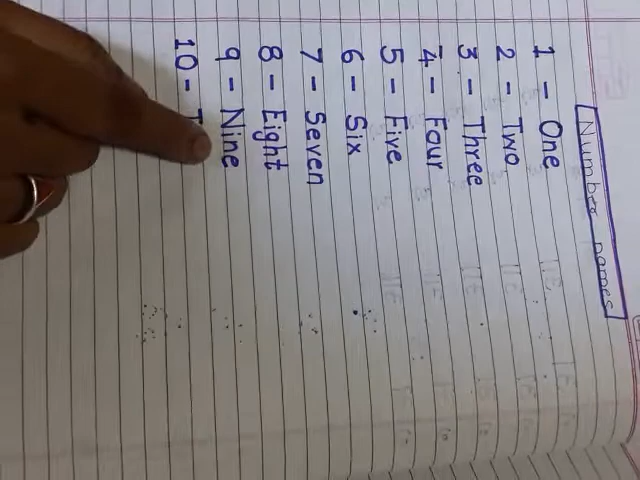 Number names
1 - One
2 - Two
3 - Three
4 - Four
5 - Five
6 - Six
7 - Seven
8 - Eight
9 - Nine
10 -